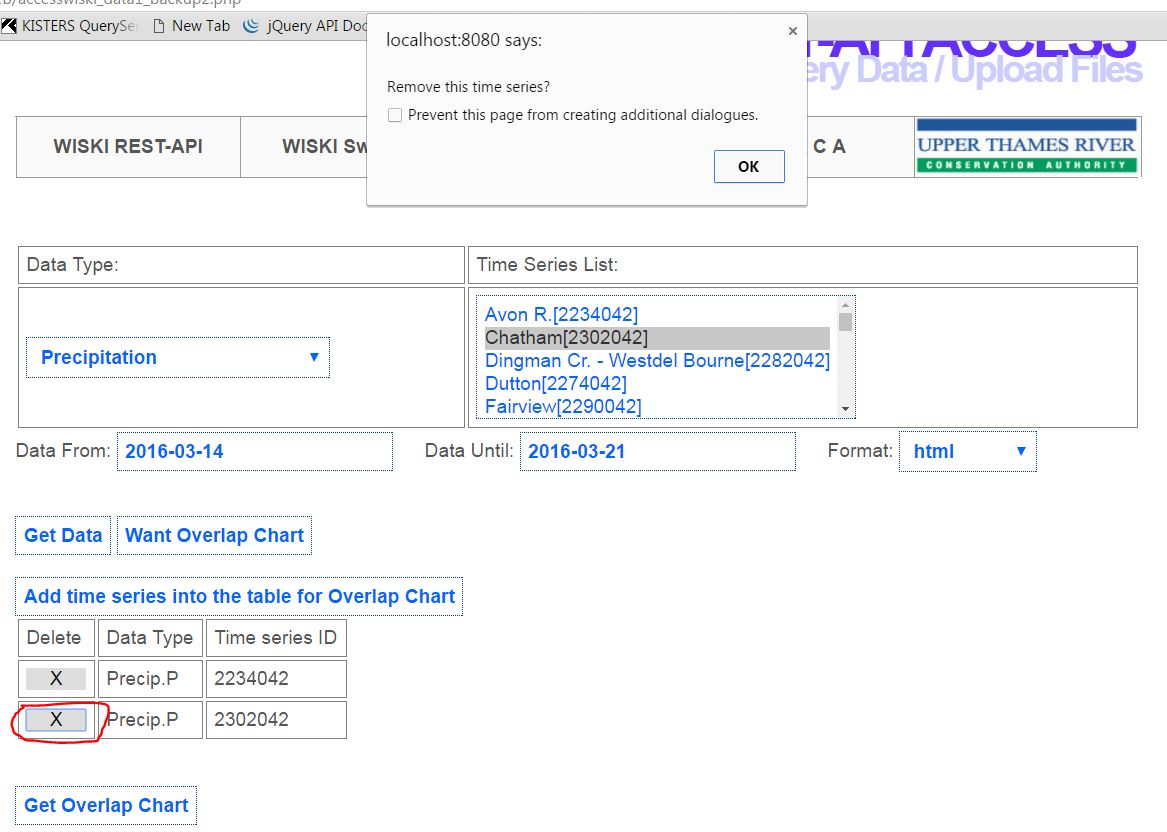 KISTERS QuerySer New Tab jQuery API Doc
localhost:8080 says:
×
Remove this time series?
Prevent this page from creating additional dialogues.
OK
ery Data / Upload Files
WISKI REST-API
WISKI Sw
C A
UPPER THAMES RIVER
CONSERVATION AUTHORITY
Data Type:
Time Series List:
Precipitation
Avon R.[2234042]
Chatham[2302042]
Dingman Cr. - Westdel Bourne[2282042]
Dutton[2274042]
Fairview[2290042]
Data From: 2016-03-14 Data Until: 2016-03-21 Format: html
Get Data Want Overlap Chart
Add time series into the table for Overlap Chart
Delete Data Type Time series ID
X Precip.P 2234042
X Precip.P 2302042
Get Overlap Chart